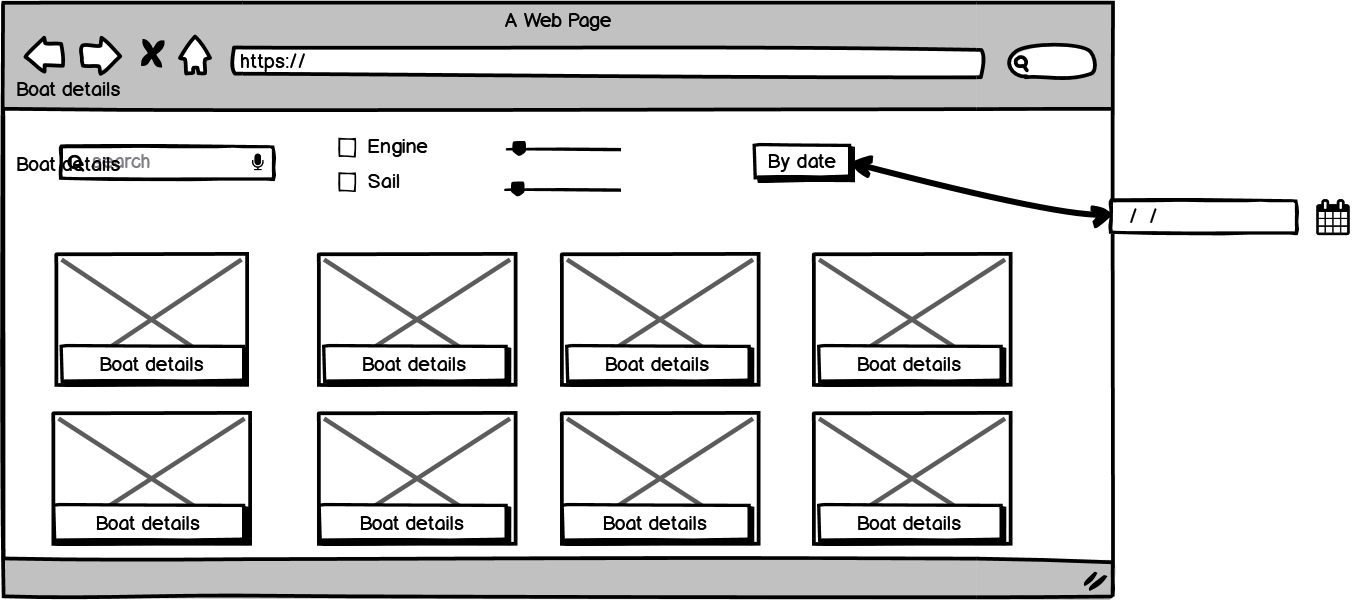 A Web Page
https://
Boat details
Boat details
search
Engine
Sail
By date
/ /
Boat details
Boat details
Boat details
Boat details
Boat details
Boat details
Boat details
Boat details